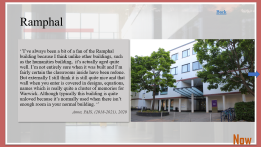 Back
Ramphal
"I've always been a bit of a fan of the Ramphal
building because I think unlike other buildings, such
as the humanities building, it's actually aged quite
well. I'm not entirely sure when it was built and I'm
fairly certain the classrooms inside have been redone.
But externally I still think it is still quite nice and that
well when you enter is covered in designs, equations,
names which is really quite a cluster of memories for
Warwick. Although typically this building is quite
unloved because it's normally used when there isn't
enough room in your normal building."
Now